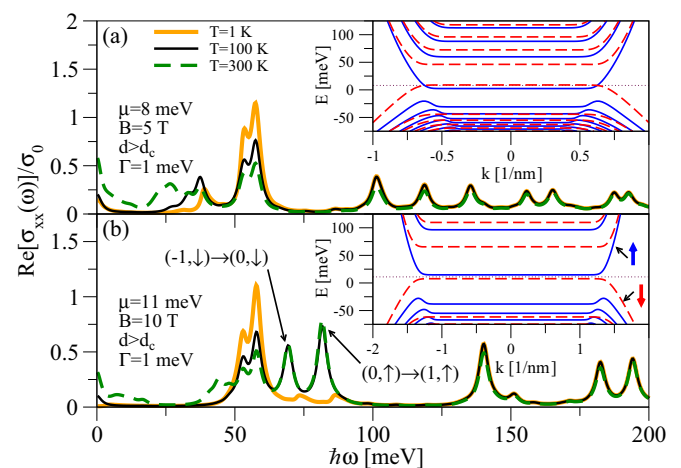 2
(a)
T=1 K
T=100 K
T=300 K
1.5
μ=8 meV
B=5 T
d>d_c
Γ=1 meV
1
0.5
0
E [meV]
100
50
0
-50
-1
-0.5
0
0.5
1
k [1/nm]
Re[σ_xx(ω)]/σ_0
(b)
1.5
(-1,↓)→(0,↓)
μ=11 meV
B=10 T
d>d_c
Γ=1 meV
1
0.5
0
(0,↑)→(1,↑)
E [meV]
100
50
0
-50
-2
-1
0
1
2
k [1/nm]
0
50
100
150
200
ℏω [meV]